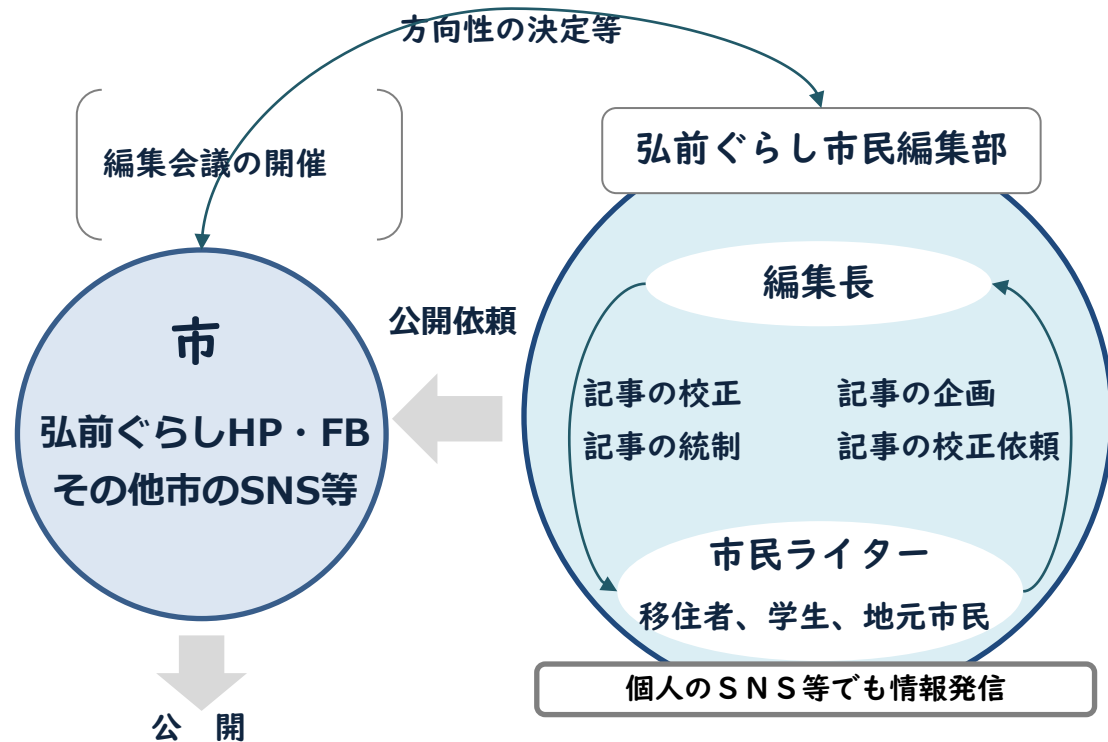 方向性の決定等
編集会議の開催
弘前ぐらし市民編集部
編集長
市
公開依頼
弘前ぐらしHP・FB
その他市のSNS等
記事の校正
記事の統制
記事の企画
記事の校正依頼
市民ライター
移住者、学生、地元市民
個人のＳＮＳ等でも情報発信
公　開